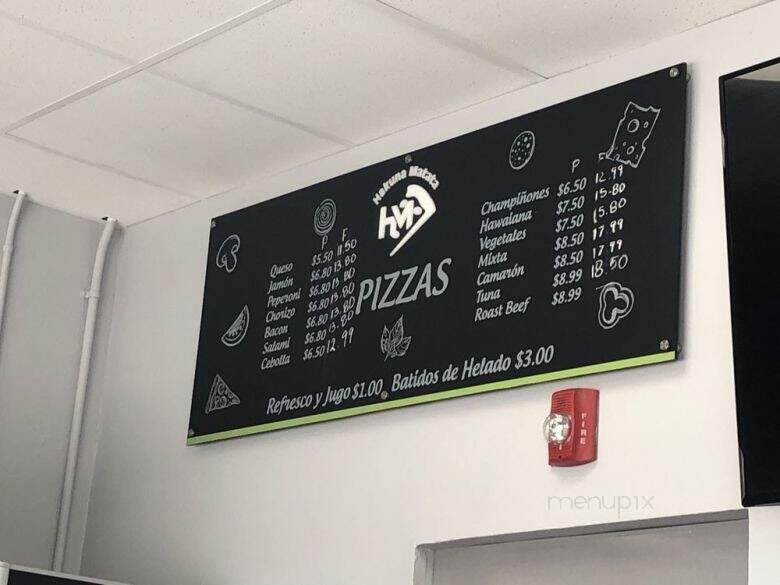 Hakuna Matata
P F
Queso $5.50 11.50
Jamón $6.80 13.80
Peperoni $6.80 13.80
Chorizo $6.80 13.80
Bacon $6.80 13.80
Salami $6.80 13.80
Cebolla $6.50 12.99
PIZZAS
P F
Champiñones $6.50 12.99
Hawaiana $7.50 15.80
Vegetales $7.50 15.80
Mixta $8.50 17.99
Camarón $8.50 17.99
Tuna $8.99 18.50
Roast Beef $8.99
Refresco y Jugo $1.00 Batidos de Helado $3.00
FIRE
menupix